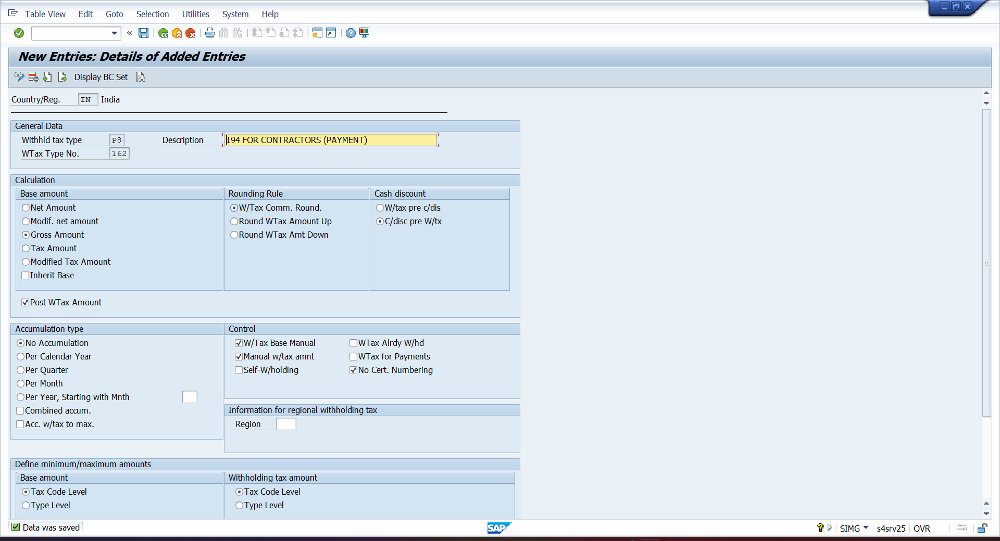 Table View Edit Goto Selection Utilities System Help
New Entries: Details of Added Entries
Display BC Set
Country/Reg. IN India
General Data
Withhld tax type P8 Description 194 FOR CONTRACTORS (PAYMENT)
WTax Type No. 162
Calculation
Base amount Rounding Rule Cash discount
Net Amount W/Tax Comm. Round. W/tax pre c/dis
Modif. net amount Round WTax Amount Up C/disc pre W/tx
Gross Amount Round WTax Amt Down
Tax Amount
Modified Tax Amount
Inherit Base
Post WTax Amount
Accumulation type Control
No Accumulation W/Tax Base Manual WTax Alrdy W/hd
Per Calendar Year Manual w/tax amnt WTax for Payments
Per Quarter Self-W/holding No Cert. Numbering
Per Month
Per Year, Starting with Mnth
Combined accum. Information for regional withholding tax
Acc. w/tax to max. Region
Define minimum/maximum amounts
Base amount Withholding tax amount
Tax Code Level Tax Code Level
Type Level Type Level
Data was saved SAP SIMG s4srv25 OVR